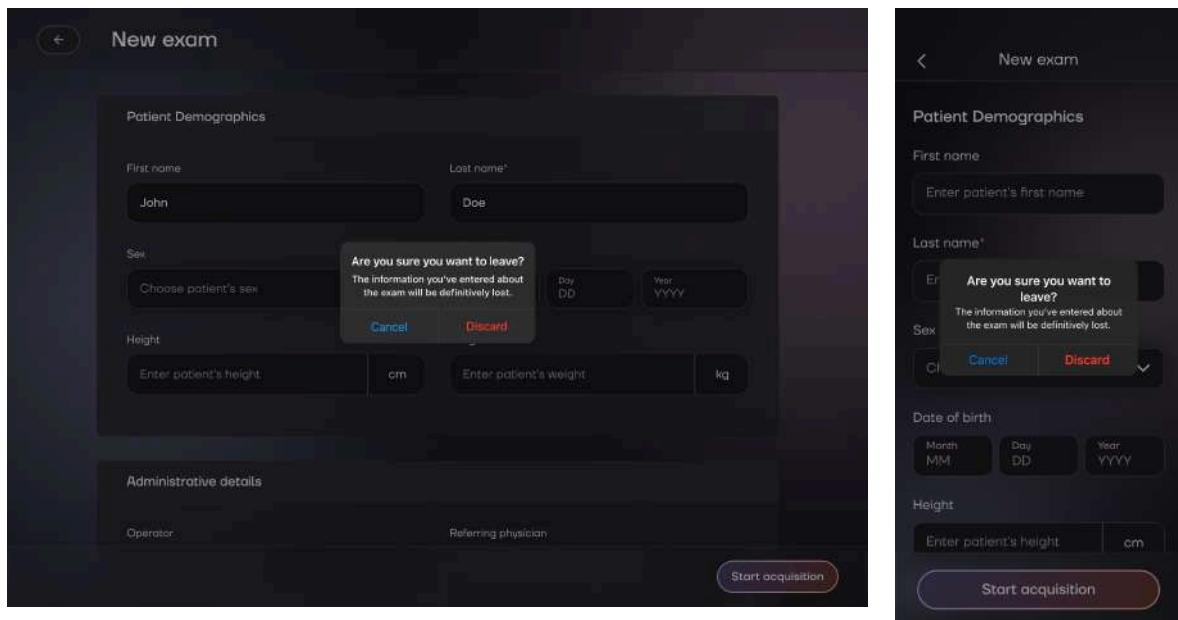 New exam
Patient Demographics
First name
Last name*
John
Doe
Sex
Choose patient's sex
Day
DD
Year
YYYY
Are you sure you want to leave?
The information you've entered about
the exam will be definitively lost.
Cancel
Discard
Height
Enter patient's height
cm
Enter patient's weight
kg
Administrative details
Operator
Referring physician
Start acquisition
New exam
Patient Demographics
First name
Enter patient's first name
Last name*
Are you sure you want to
leave?
The information you've entered about
the exam will be definitively lost.
Cancel
Discard
Sex
Date of birth
Month
MM
Day
DD
Year
YYYY
Height
Enter patient's height
cm
Start acquisition